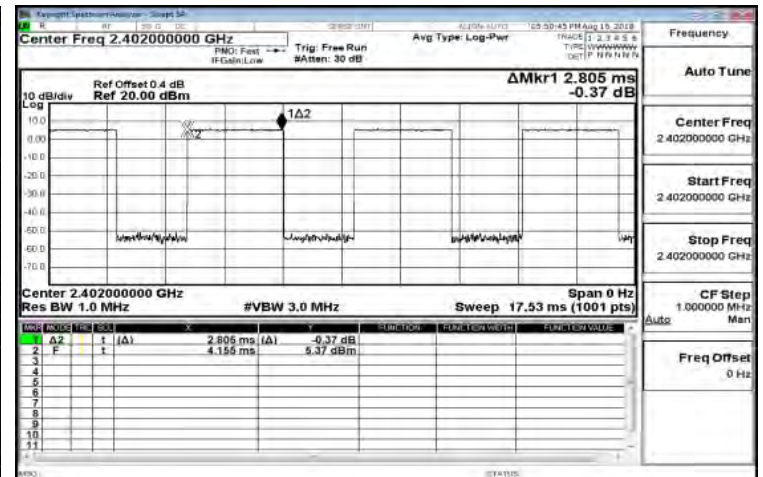 Keysight Spectrum Analyzer - Swept SA
05:50:45 PM Aug 16, 2018
Center Freq 2.402000000 GHz
PNO: Fast
IFGain:Low
Trig: Free Run
#Atten: 30 dB
Avg Type: Log-Pwr
TRACE 1 2 3 4 5 6
TYPE
DET P N N N N N
Frequency
Auto Tune
Center Freq
2.402000000 GHz
Start Freq
2.402000000 GHz
Stop Freq
2.402000000 GHz
CF Step
1.000000 MHz
Auto Man
Freq Offset
0 Hz
ΔMkr1 2.805 ms
-0.37 dB
Ref Offset 0.4 dB
10 dB/div Ref 20.00 dBm
Log
10.0
0.00
-10.0
-20.0
-30.0
-40.0
-50.0
-60.0
-70.0
1Δ2
Center 2.402000000 GHz Span 0 Hz
Res BW 1.0 MHz #VBW 3.0 MHz Sweep 17.53 ms (1001 pts)
MKR MODE TRC SCL X Y FUNCTION FUNCTION WIDTH FUNCTION VALUE
1 Δ2 t (Δ) 2.805 ms (Δ) -0.37 dB
2 F t 4.155 ms 5.37 dBm
3
4
5
6
7
8
9
10
11
MSG STATUS